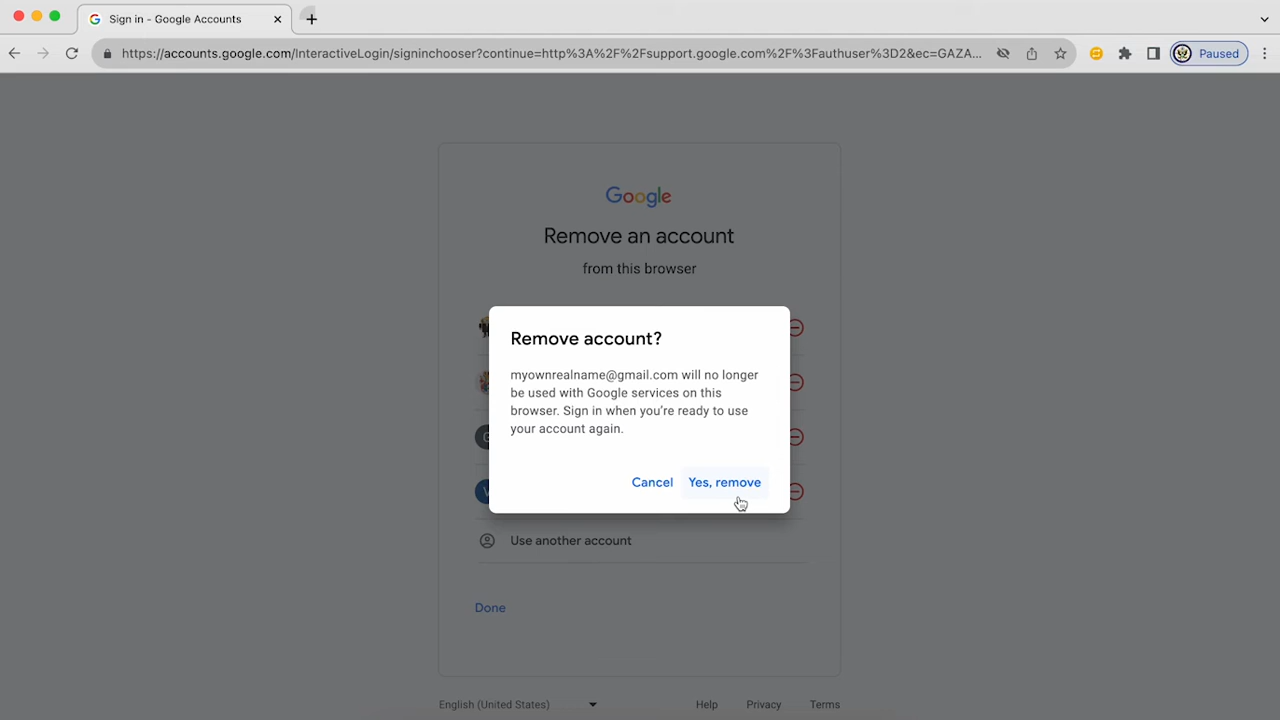 Sign in - Google Accounts
https://accounts.google.com/InteractiveLogin/signinchooser?continue=http%3A%2F%2Fsupport.google.com%2F%3Fauthuser%3D2&ec=GAZA...
Paused
Google
Remove an account
from this browser
Remove account?
myownrealname@gmail.com will no longer
be used with Google services on this
browser. Sign in when you're ready to use
your account again.
Cancel
Yes, remove
Use another account
Done
English (United States)
Help
Privacy
Terms